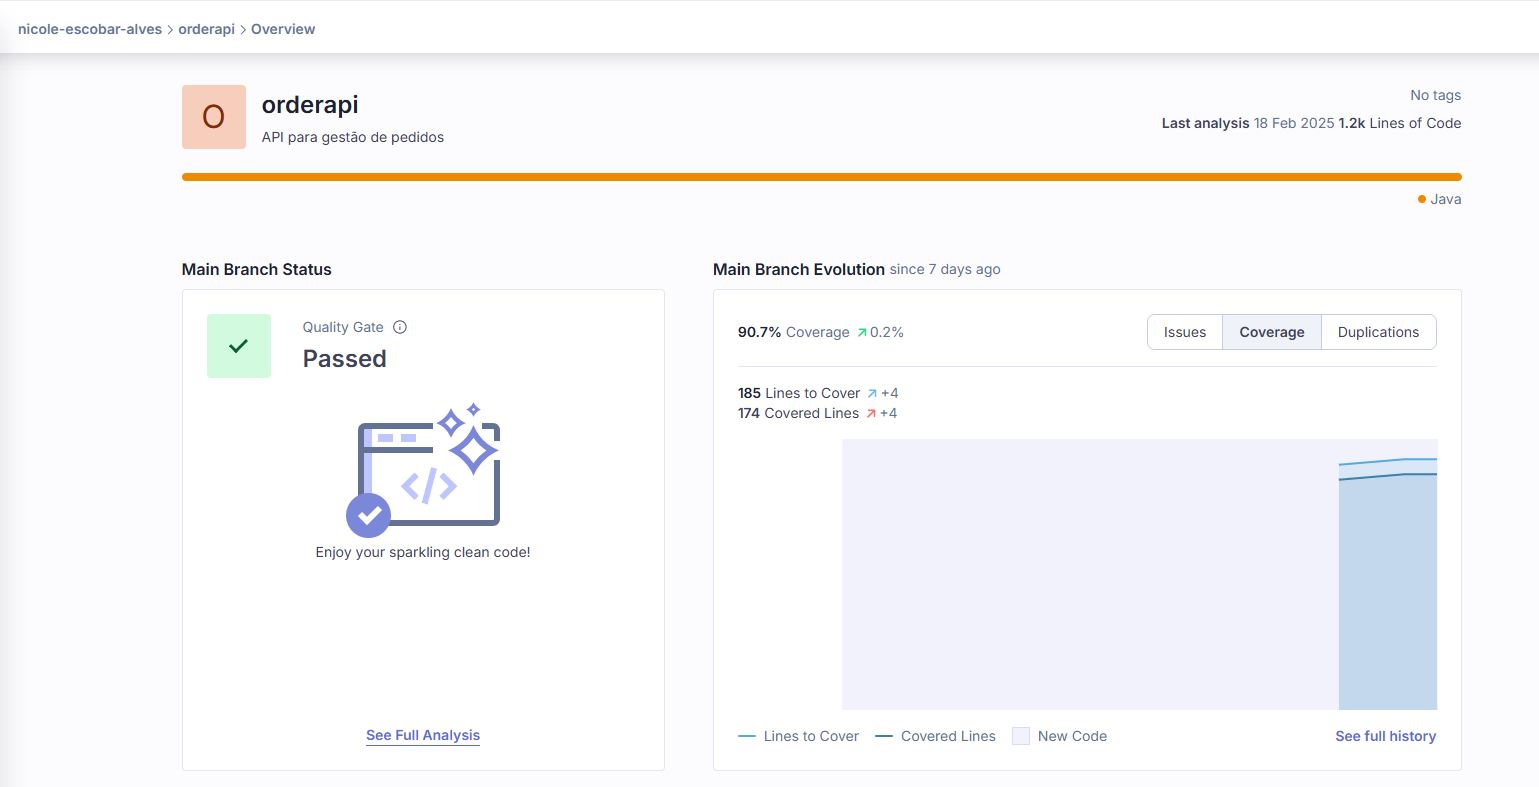 nicole-escobar-alves > orderapi > Overview
O
orderapi
API para gestão de pedidos
No tags
Last analysis 18 Feb 2025 1.2k Lines of Code
Java
Main Branch Status
Quality Gate
Passed
</>
Enjoy your sparkling clean code!
See Full Analysis
Main Branch Evolution since 7 days ago
90.7% Coverage 0.2%
Issues Coverage Duplications
185 Lines to Cover +4
174 Covered Lines +4
Lines to Cover Covered Lines New Code
See full history